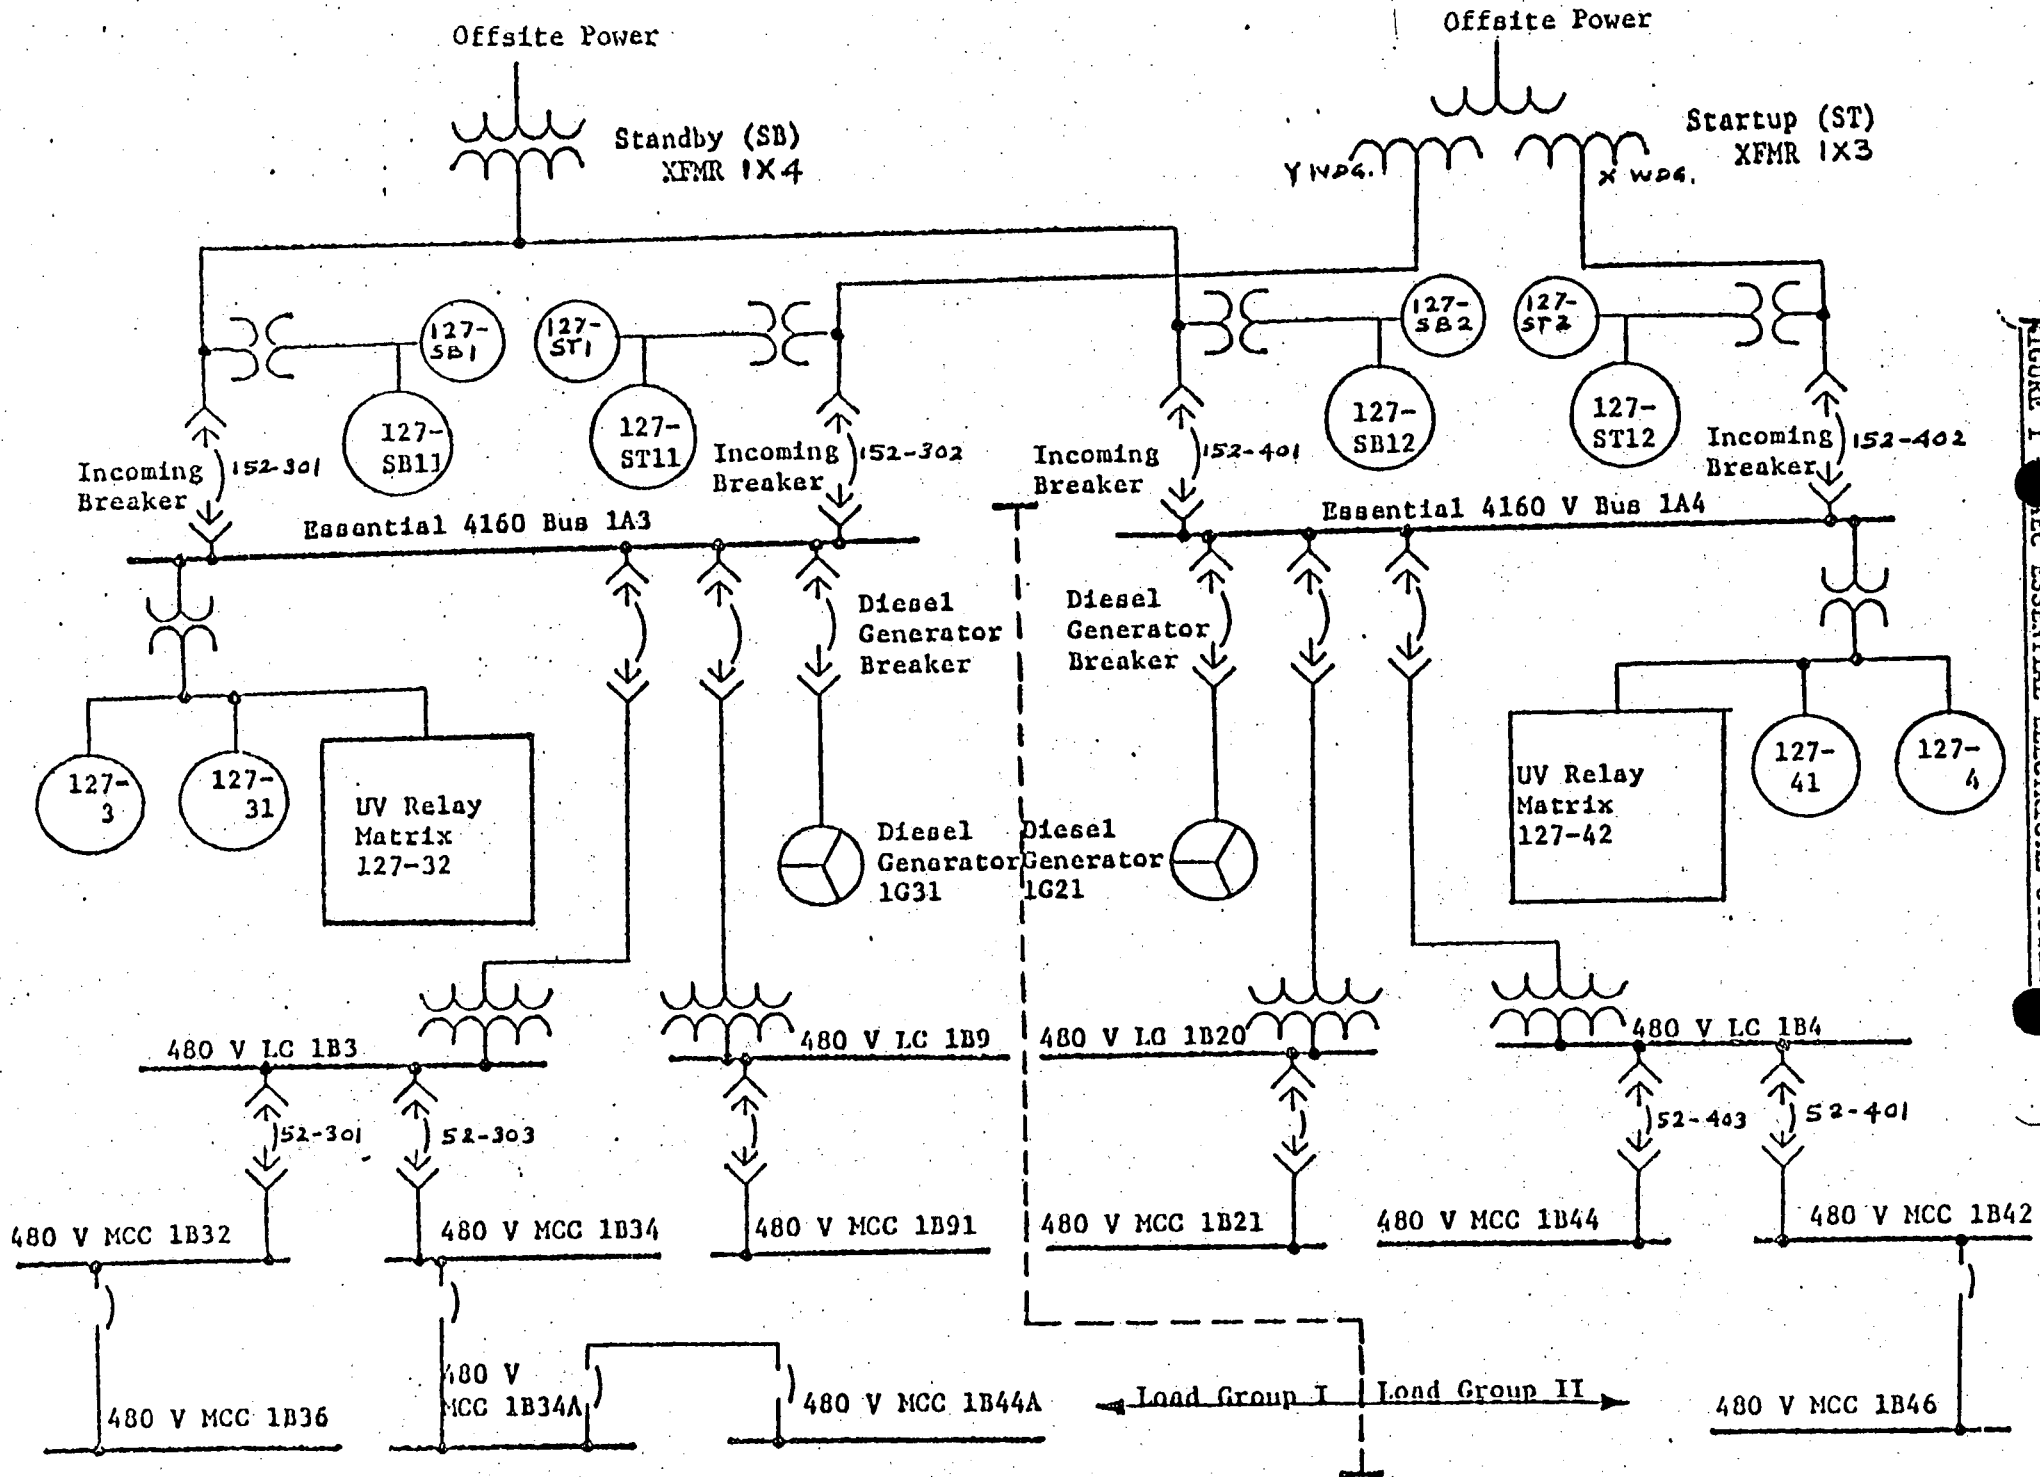 Offsite Power
Offsite Power
Standby (SB)
XFMR 1X4
Startup (ST)
XFMR 1X3
Y WDG.
X WDG.
127-
SB1
127-
ST1
127-
SB2
127-
ST2
127-
SB11
127-
ST11
127-
SB12
127-
ST12
Incoming
Breaker
152-301
Incoming
Breaker
152-302
Incoming
Breaker
152-401
Incoming
Breaker
152-402
Essential 4160 Bus 1A3
Essential 4160 V Bus 1A4
Diesel
Generator
Breaker
Diesel
Generator
Breaker
127-
3
127-
31
UV Relay
Matrix
127-32
Diesel
Generator
1G31
Diesel
Generator
1G21
UV Relay
Matrix
127-42
127-
41
127-
4
480 V LC 1B3
480 V LC 1B9
480 V LC 1B20
480 V LC 1B4
52-301
52-303
52-403
52-401
480 V MCC 1B32
480 V MCC 1B34
480 V MCC 1B91
480 V MCC 1B21
480 V MCC 1B44
480 V MCC 1B42
480 V MCC 1B36
480 V
MCC 1B34A
480 V MCC 1B44A
Load Group I
Load Group II
480 V MCC 1B46